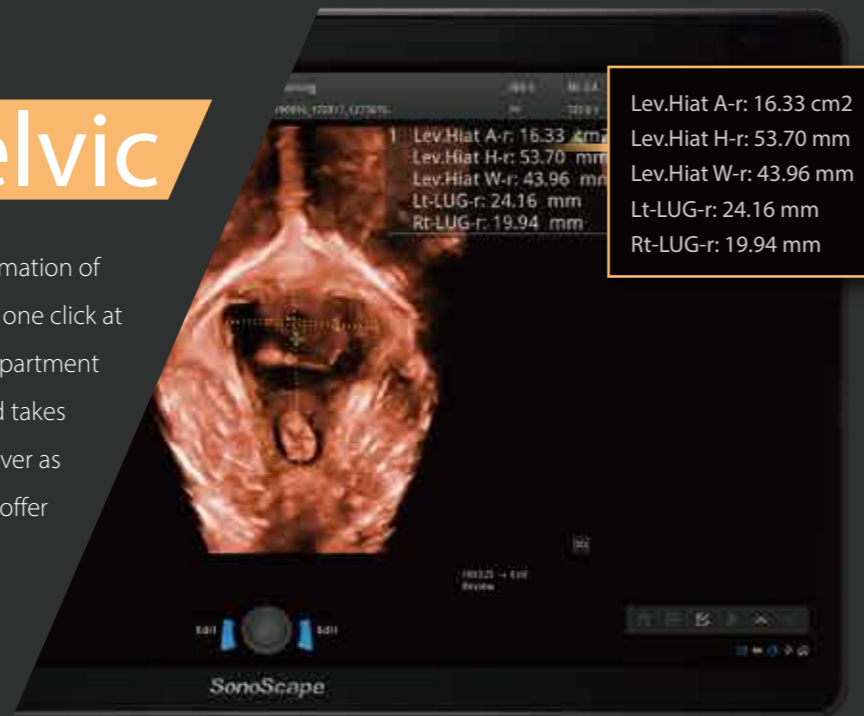 elvic
mation of
one click at
partment
d takes
ver as
offer
1 Lev.Hiat A-r: 16.33 cm2
Lev.Hiat H-r: 53.70 mm
Lev.Hiat W-r: 43.96 mm
Lt-LUG-r: 24.16 mm
Rt-LUG-r: 19.94 mm
Lev.Hiat A-r: 16.33 cm2
Lev.Hiat H-r: 53.70 mm
Lev.Hiat W-r: 43.96 mm
Lt-LUG-r: 24.16 mm
Rt-LUG-r: 19.94 mm
Review
Edit
Edit
SonoScape